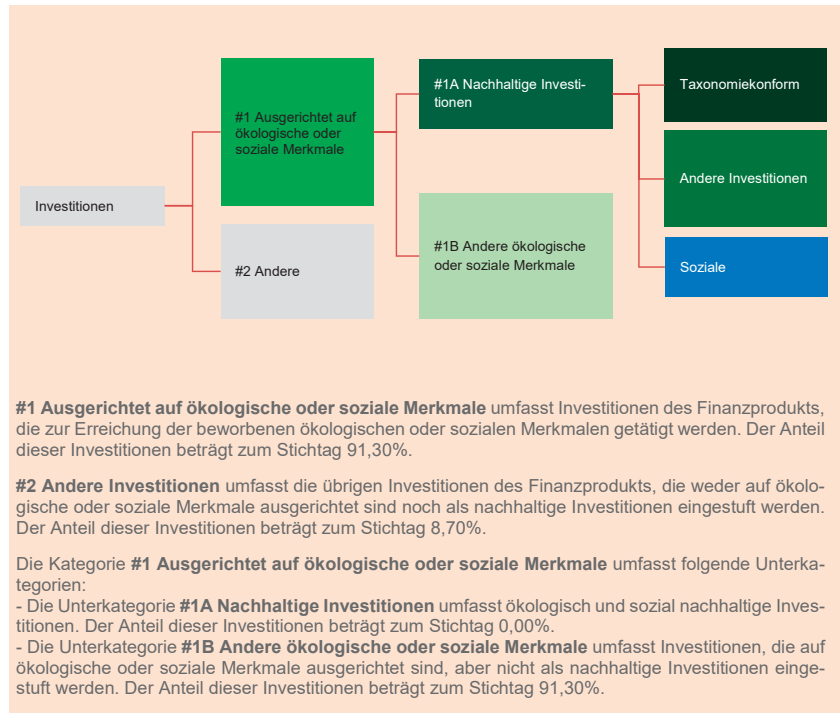 Investitionen
#1 Ausgerichtet auf
ökologische oder
soziale Merkmale
#2 Andere
#1A Nachhaltige Investi-
tionen
#1B Andere ökologische
oder soziale Merkmale
Taxonomiekonform
Andere Investitionen
Soziale
#1 Ausgerichtet auf ökologische oder soziale Merkmale umfasst Investitionen des Finanzprodukts,
die zur Erreichung der beworbenen ökologischen oder sozialen Merkmalen getätigt werden. Der Anteil
dieser Investitionen beträgt zum Stichtag 91,30%.
#2 Andere Investitionen umfasst die übrigen Investitionen des Finanzprodukts, die weder auf ökolo-
gische oder soziale Merkmale ausgerichtet sind noch als nachhaltige Investitionen eingestuft werden.
Der Anteil dieser Investitionen beträgt zum Stichtag 8,70%.
Die Kategorie #1 Ausgerichtet auf ökologische oder soziale Merkmale umfasst folgende Unterka-
tegorien:
- Die Unterkategorie #1A Nachhaltige Investitionen umfasst ökologisch und sozial nachhaltige Inves-
titionen. Der Anteil dieser Investitionen beträgt zum Stichtag 0,00%.
- Die Unterkategorie #1B Andere ökologische oder soziale Merkmale umfasst Investitionen, die auf
ökologische oder soziale Merkmale ausgerichtet sind, aber nicht als nachhaltige Investitionen einge-
stuft werden. Der Anteil dieser Investitionen beträgt zum Stichtag 91,30%.